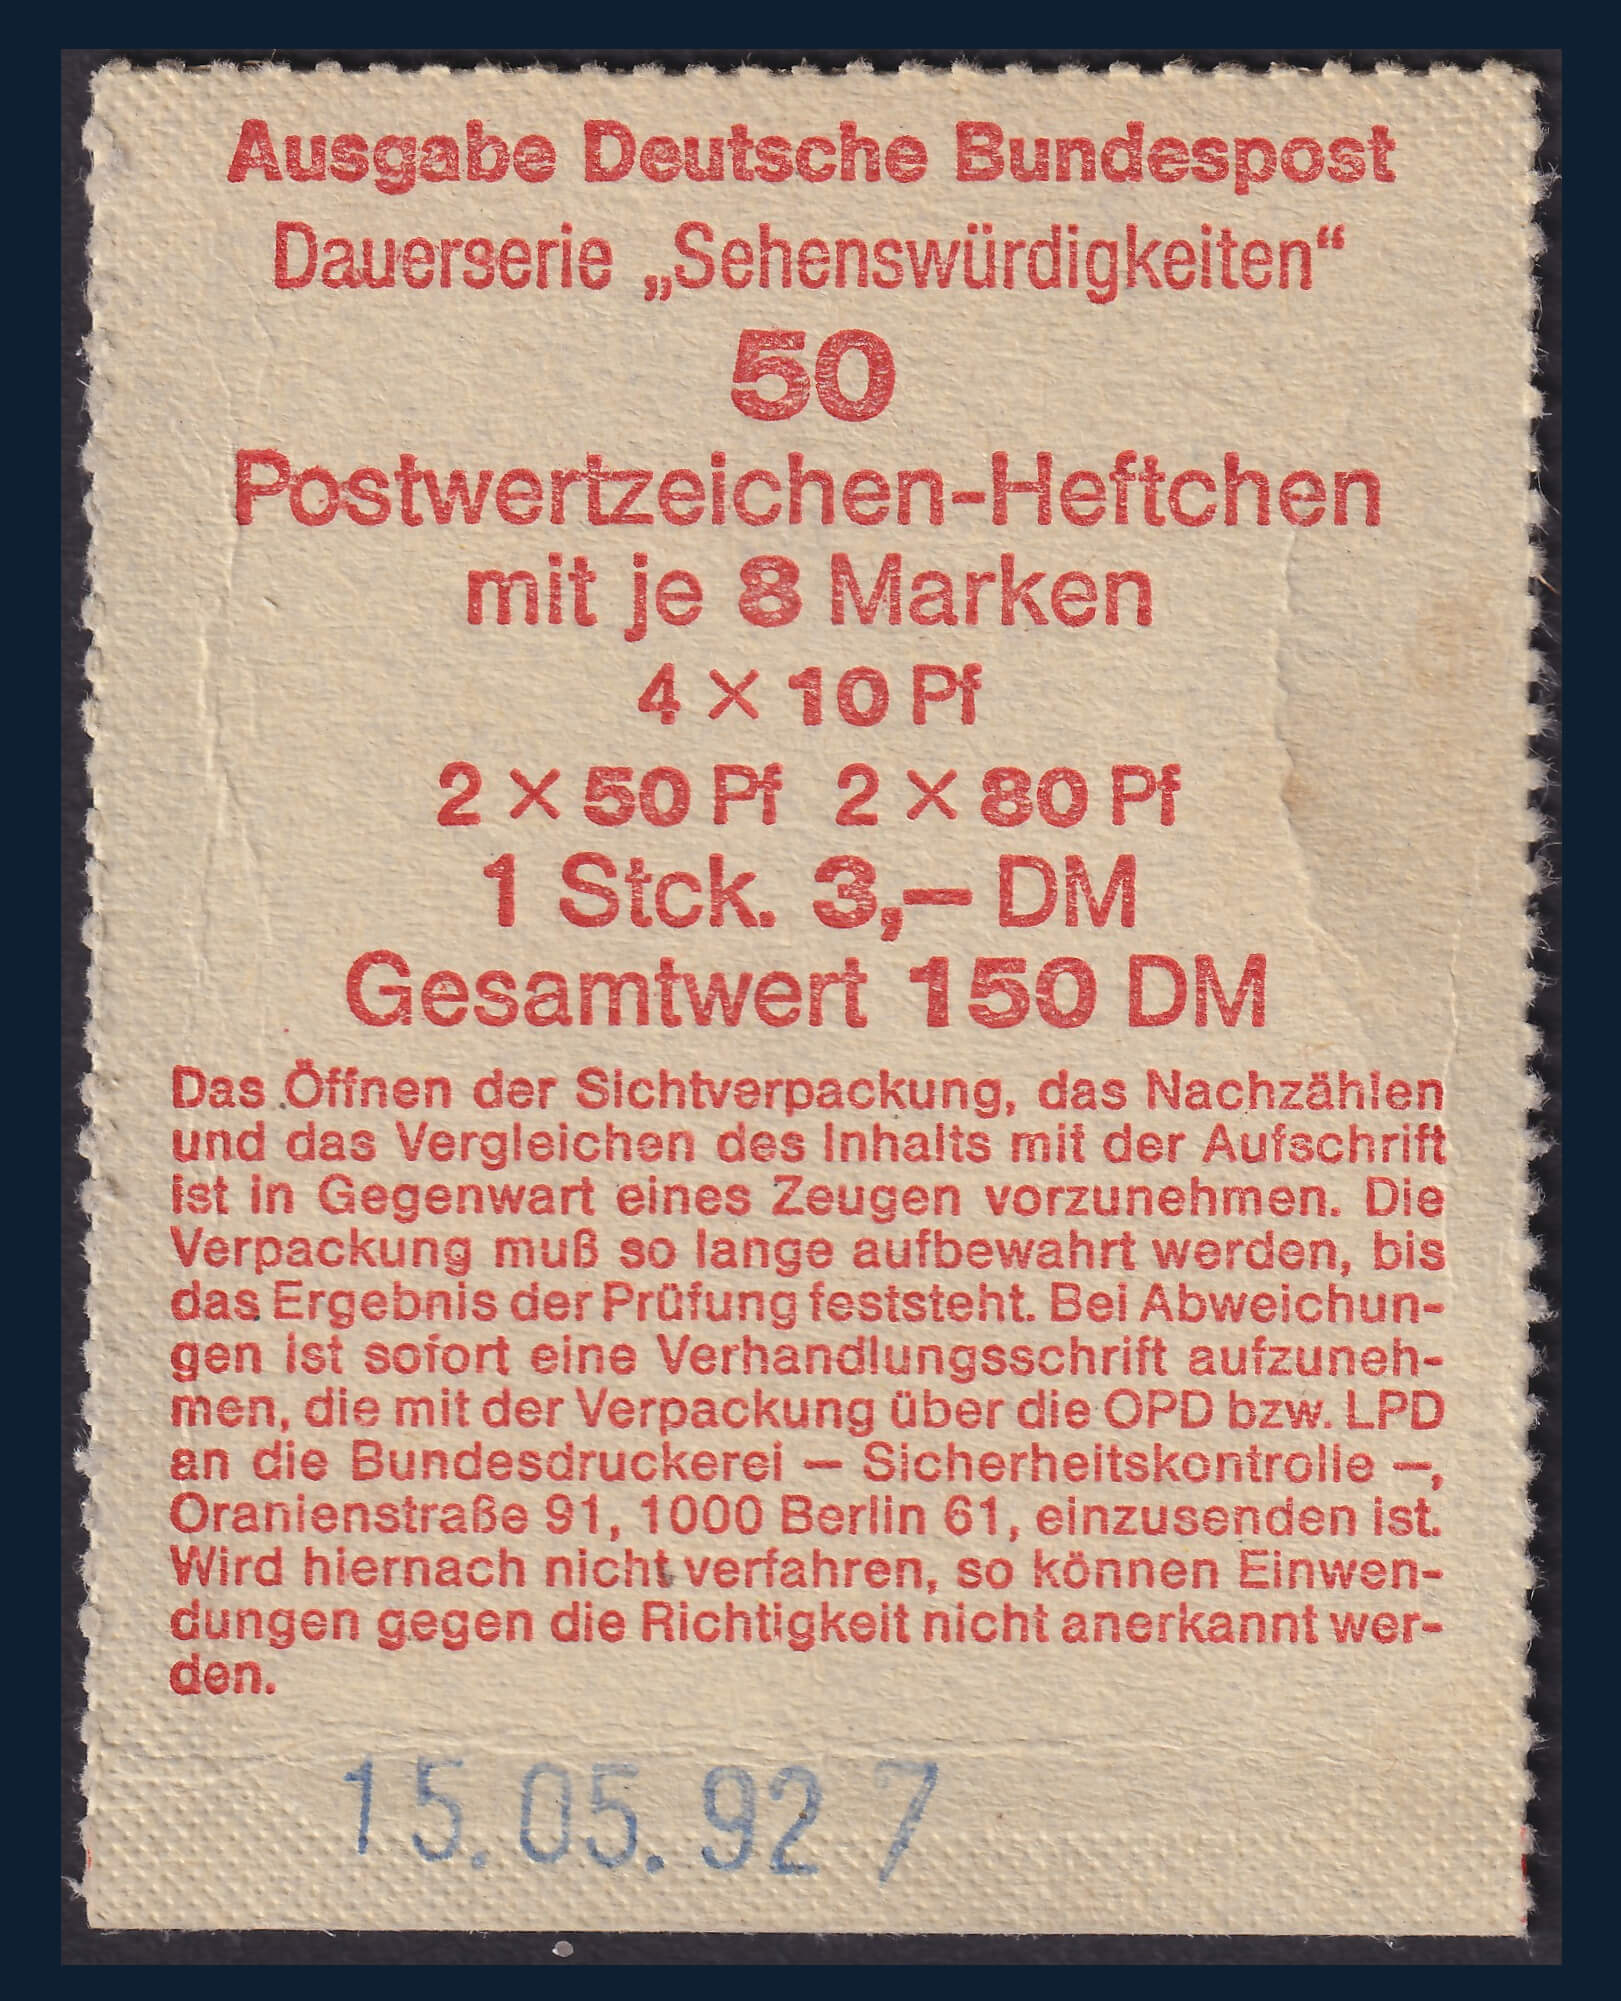 Ausgabe Deutsche Bundespost
Dauerserie „Sehenswürdigkeiten“
50
Postwertzeichen-Heftchen
mit je 8 Marken
4 × 10 Pf
2 × 50 Pf 2 × 80 Pf
1 Stck. 3,– DM
Gesamtwert 150 DM
Das Öffnen der Sichtverpackung, das Nachzählen
und das Vergleichen des Inhalts mit der Aufschrift
ist in Gegenwart eines Zeugen vorzunehmen. Die
Verpackung muß so lange aufbewahrt werden, bis
das Ergebnis der Prüfung feststeht. Bei Abweichun-
gen ist sofort eine Verhandlungsschrift aufzuneh-
men, die mit der Verpackung über die OPD bzw. LPD
an die Bundesdruckerei – Sicherheitskontrolle –,
Oranienstraße 91, 1000 Berlin 61, einzusenden ist.
Wird hiernach nicht verfahren, so können Einwen-
dungen gegen die Richtigkeit nicht anerkannt wer-
den.
15.05.92 7